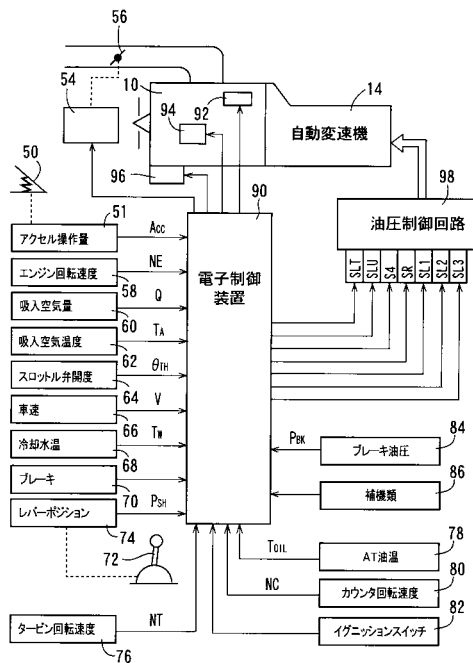 56
54
10
94
92
14
自動変速機
50
96
90
98
油圧制御回路
51
アクセル操作量
Acc
電子制御
装置
SLT
SLU
S4
SR
SL1
SL2
SL3
エンジン回転速度
58
NE
吸入空気量
60
Q
吸入空気温度
62
TA
スロットル弁開度
64
θTH
車速
66
V
冷却水温
68
TW
ブレーキ
70
レバーポジション
74
PSH
72
PBK
84
ブレーキ油圧
86
補機類
78
TOIL
AT油温
80
NC
カウンタ回転速度
82
イグニッションスイッチ
タービン回転速度
76
NT